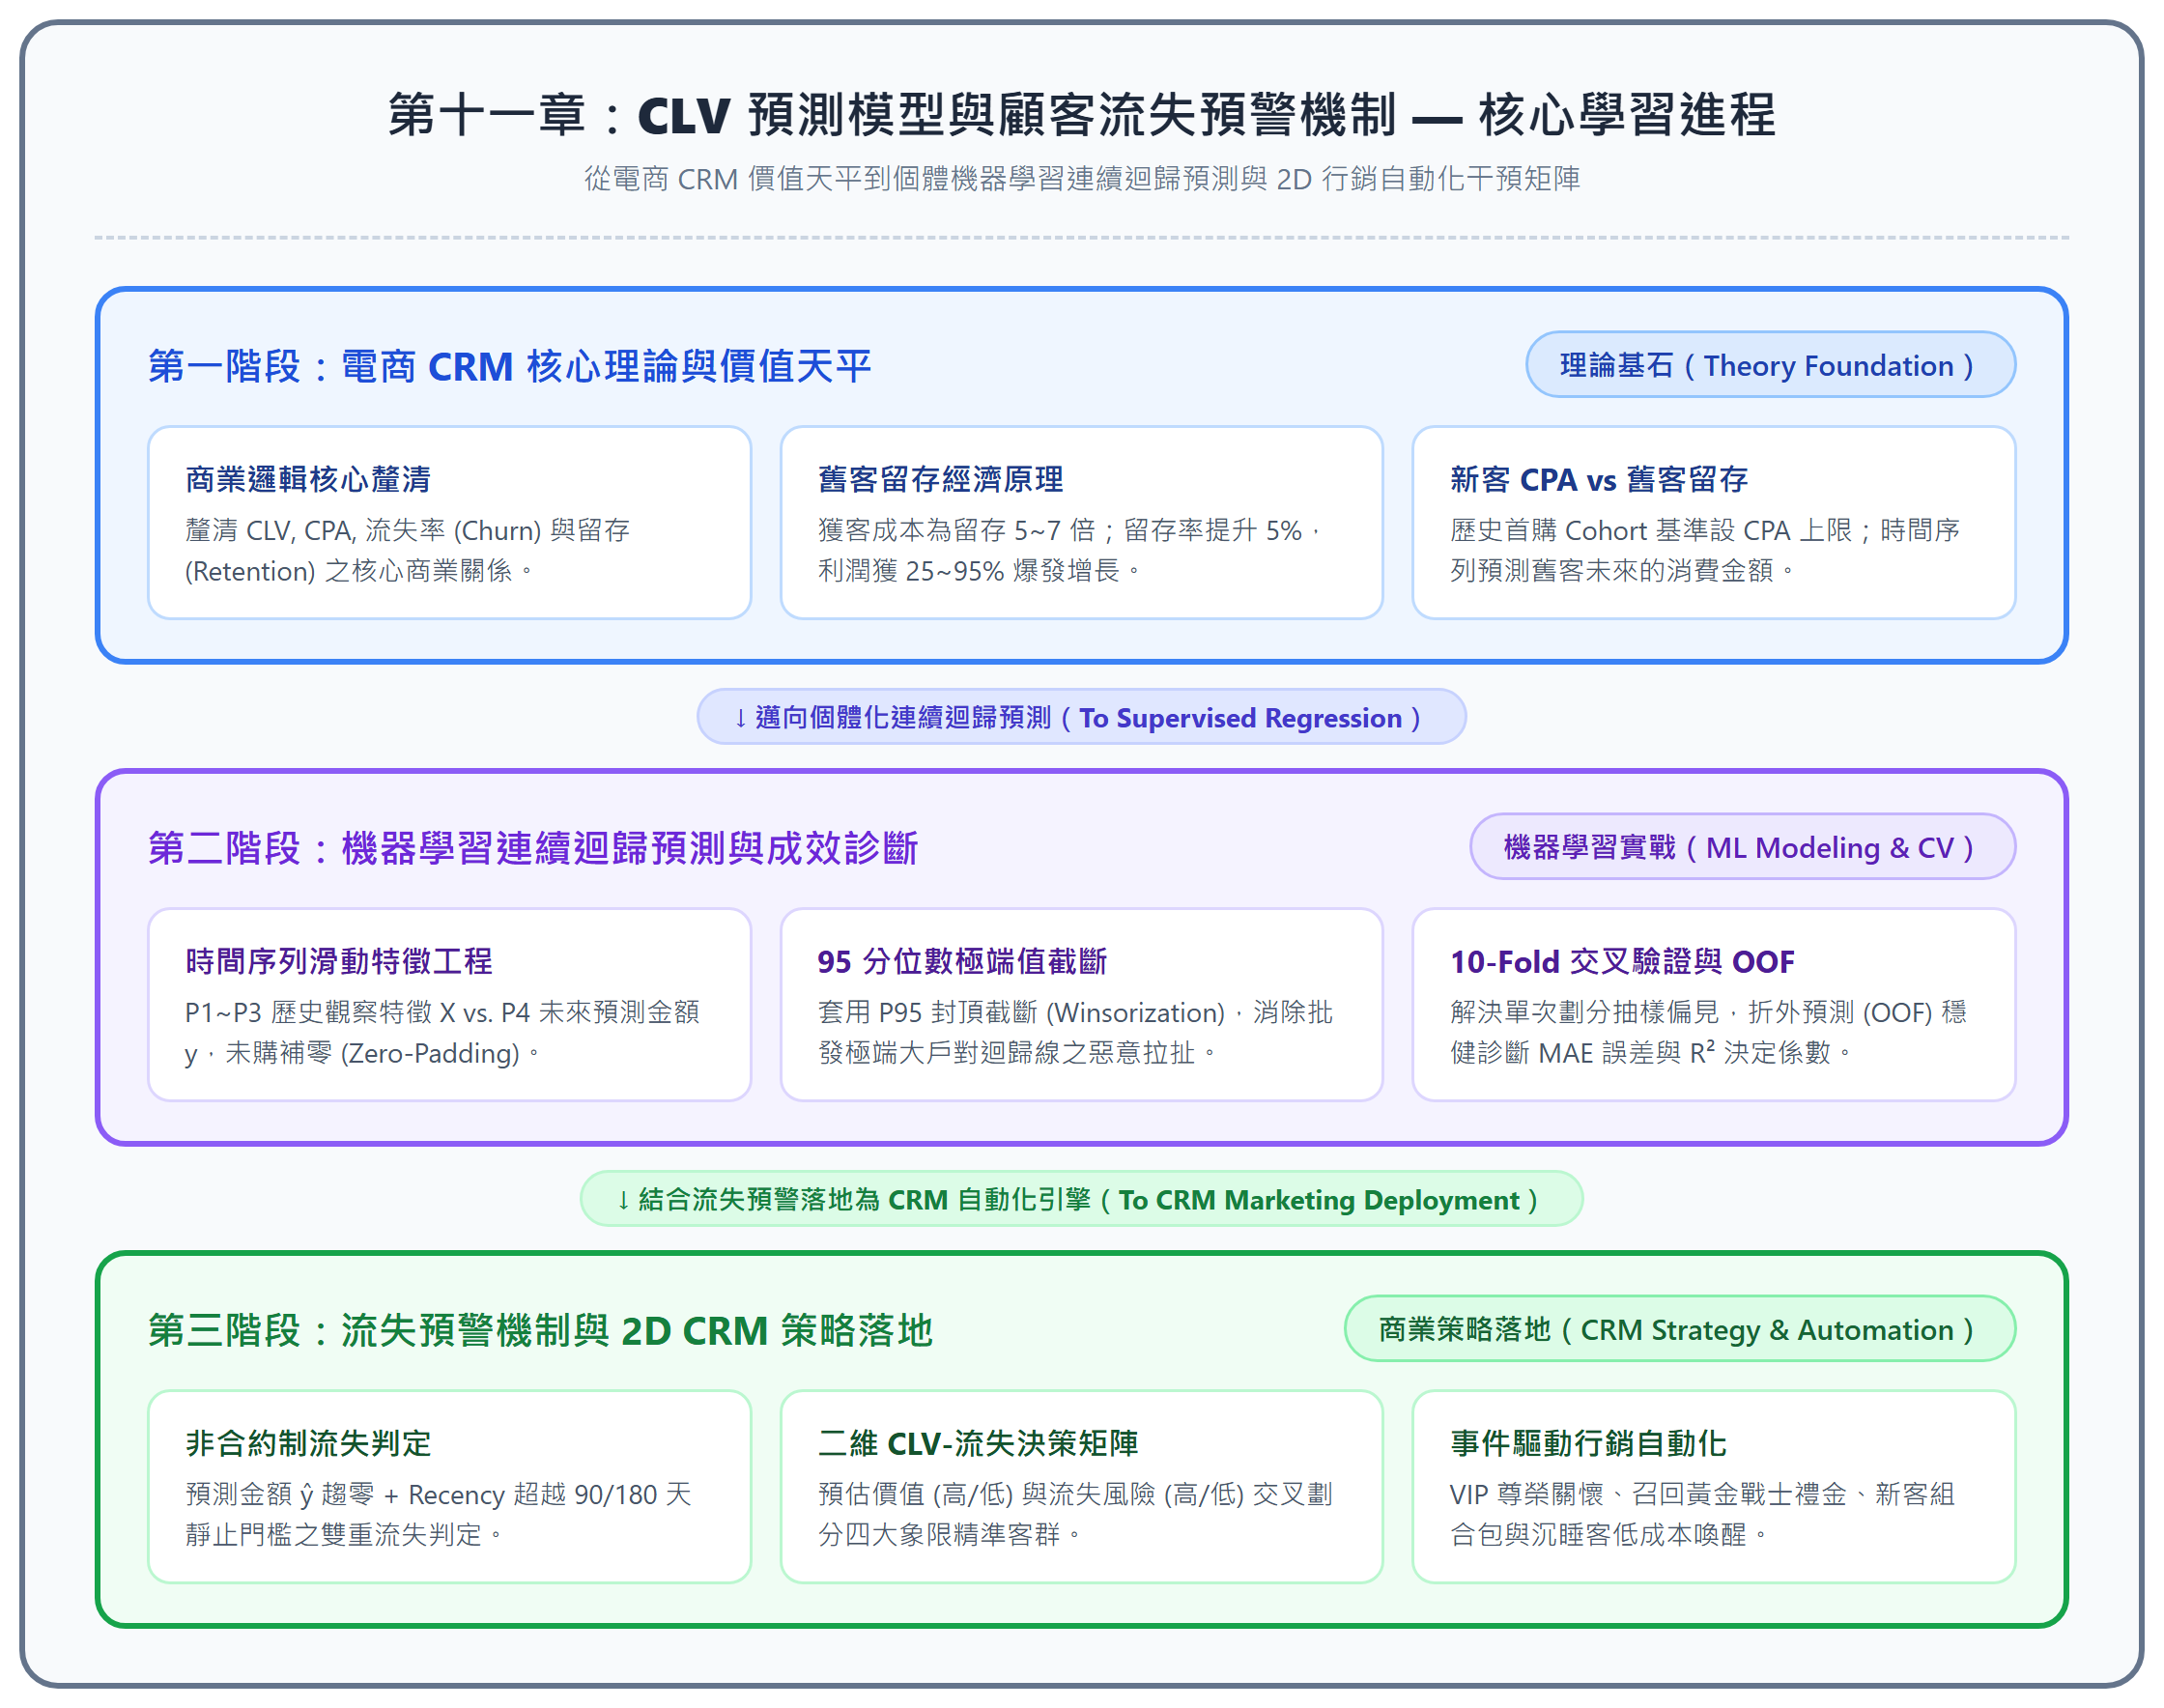 第十一章：CLV 預測模型與顧客流失預警機制 — 核心學習進程
從電商 CRM 價值天平到個體機器學習連續迴歸預測與 2D 行銷自動化干預矩陣
第一階段：電商 CRM 核心理論與價值天平
理論基石（Theory Foundation）
商業邏輯核心釐清
釐清 CLV, CPA, 流失率 (Churn) 與留存
(Retention) 之核心商業關係。
舊客留存經濟原理
獲客成本為留存 5~7 倍；留存率提升 5%，
利潤獲 25~95% 爆發增長。
新客 CPA vs 舊客留存
歷史首購 Cohort 基準設 CPA 上限；時間序
列預測舊客未來的消費金額。
↓ 邁向個體化連續迴歸預測（To Supervised Regression）
第二階段：機器學習連續迴歸預測與成效診斷
機器學習實戰（ML Modeling & CV）
時間序列滑動特徵工程
P1~P3 歷史觀察特徵 X vs. P4 未來預測金額
y，未購補零 (Zero-Padding)。
95 分位數極端值截斷
套用 P95 封頂截斷 (Winsorization)，消除批
發極端大戶對迴歸線之惡意拉扯。
10-Fold 交叉驗證與 OOF
解決單次劃分抽樣偏見，折外預測 (OOF) 穩
健診斷 MAE 誤差與 R² 決定係數。
↓ 結合流失預警落地為 CRM 自動化引擎（To CRM Marketing Deployment）
第三階段：流失預警機制與 2D CRM 策略落地
商業策略落地（CRM Strategy & Automation）
非合約制流失判定
預測金額 ŷ 趨零 + Recency 超越 90/180 天
靜止門檻之雙重流失判定。
二維 CLV-流失決策矩陣
預估價值 (高/低) 與流失風險 (高/低) 交叉劃
分四大象限精準客群。
事件驅動行銷自動化
VIP 尊榮關懷、召回黃金戰士禮金、新客組
合包與沉睡客低成本喚醒。